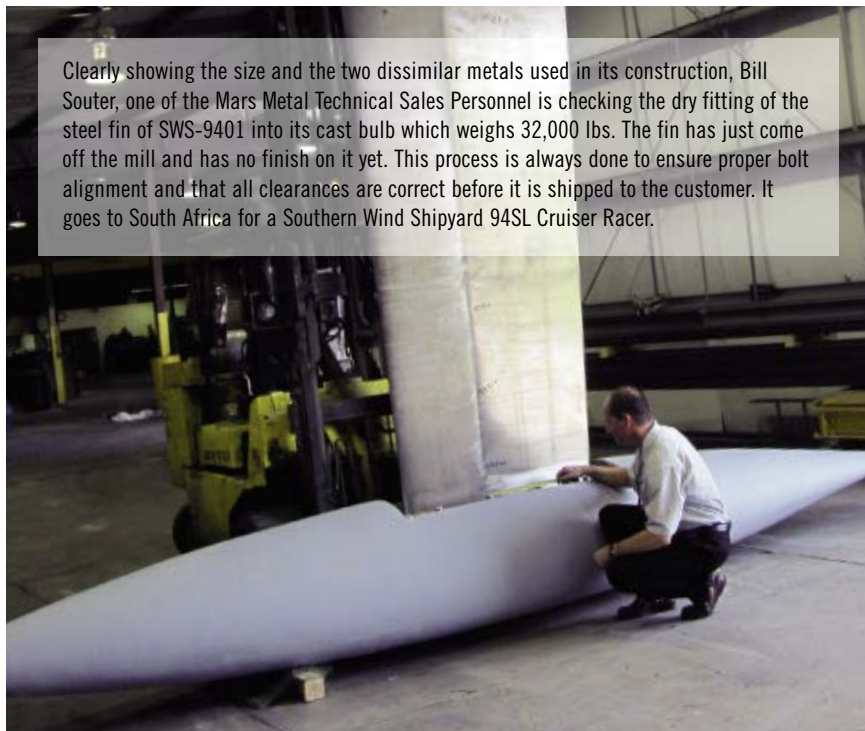 Clearly showing the size and the two dissimilar metals used in its construction, Bill
Souter, one of the Mars Metal Technical Sales Personnel is checking the dry fitting of the
steel fin of SWS-9401 into its cast bulb which weighs 32,000 lbs. The fin has just come
off the mill and has no finish on it yet. This process is always done to ensure proper bolt
alignment and that all clearances are correct before it is shipped to the customer. It
goes to South Africa for a Southern Wind Shipyard 94SL Cruiser Racer.